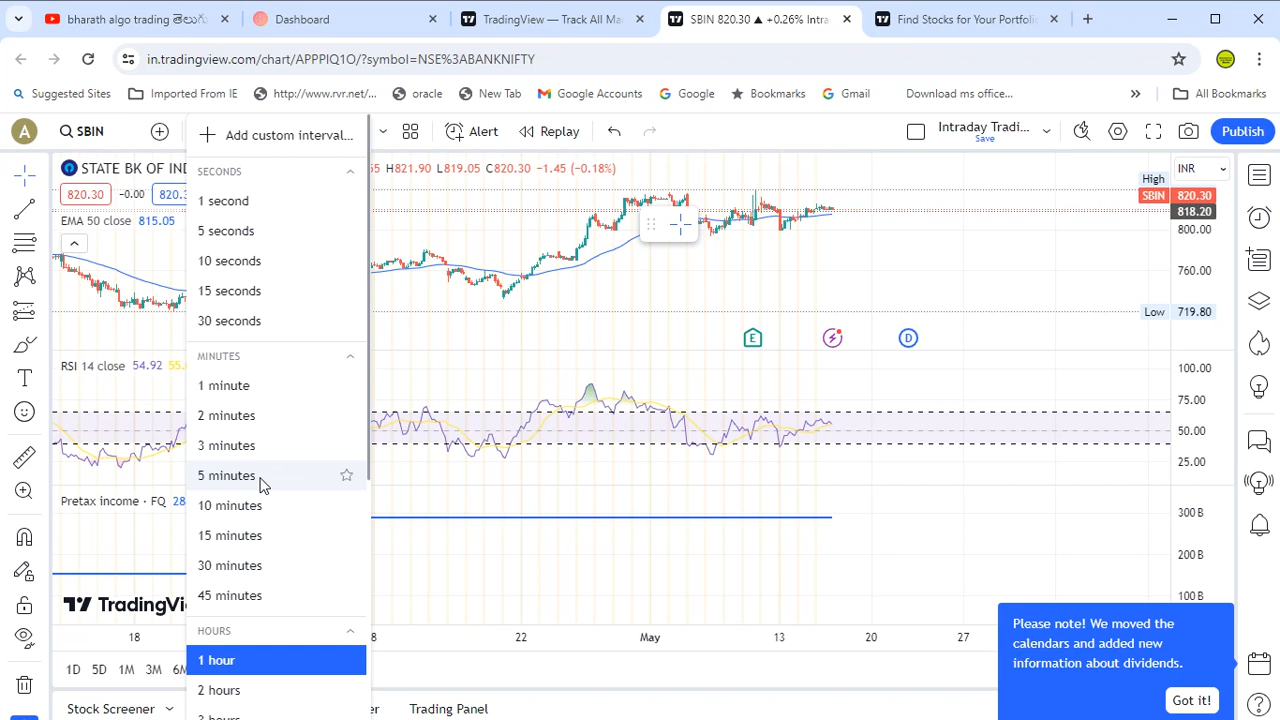 bharath algo trading తెలుగు
Dashboard
TradingView — Track All Ma
SBIN 820.30 ▲ +0.26% Intra
Find Stocks for Your Portfolio
in.tradingview.com/chart/APPPIQ1O/?symbol=NSE%3ABANKNIFTY
Suggested Sites
Imported From IE
http://www.rvr.net/...
oracle
New Tab
Google Accounts
Google
Bookmarks
Gmail
Download ms office...
»
All Bookmarks
A
SBIN
Add custom interval...
Alert
Replay
Intraday Tradi...
Save
Publish
STATE BK OF IND
H821.90 L819.05 C820.30 −1.45 (−0.18%)
INR
820.30
-0.00
EMA 50 close 815.05
SECONDS
1 second
5 seconds
10 seconds
15 seconds
30 seconds
MINUTES
1 minute
2 minutes
3 minutes
5 minutes
10 minutes
15 minutes
30 minutes
45 minutes
HOURS
1 hour
2 hours
3 hours
High
SBIN 820.30
818.20
800.00
760.00
Low 719.80
E
D
RSI 14 close 54.92
100.00
75.00
50.00
25.00
Pretax income · FQ
300 B
200 B
100 B
TradingView
18
22
May
13
20
27
1D 5D 1M 3M 6M
Please note! We moved the
calendars and added new
information about dividends.
Got it!
Stock Screener
Trading Panel